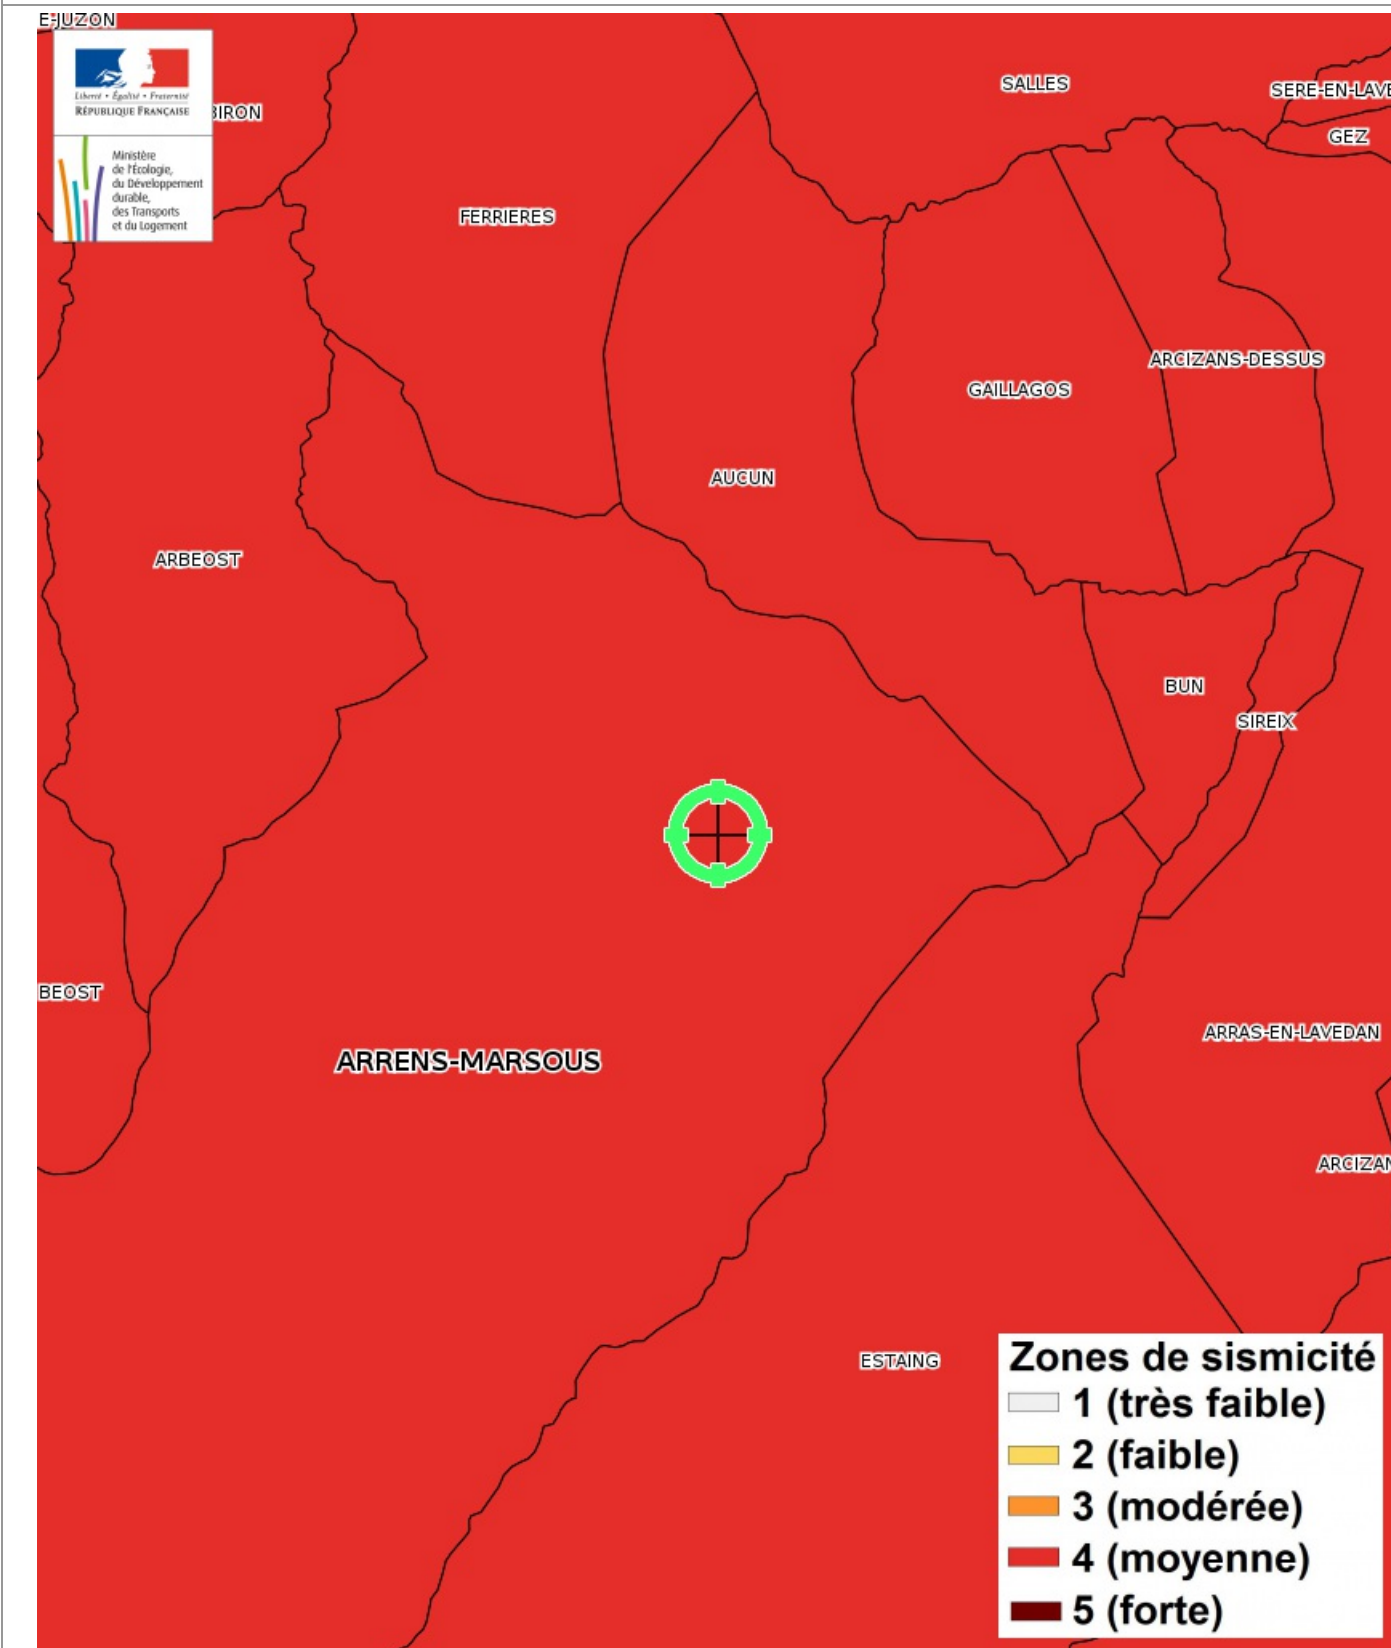 E-JUZON
Liberté • Égalité • Fraternité
RÉPUBLIQUE FRANÇAISE
BIRON
Ministère
de l'Écologie,
du Développement
durable,
des Transports
et du Logement
SALLES
SERE-EN-LAVE
GEZ
FERRIERES
ARCIZANS-DESSUS
GAILLAGOS
AUCUN
ARBEOST
BUN
SIREIX
BEOST
ARRAS-EN-LAVEDAN
ARRENS-MARSOUS
ARCIZAN
ESTAING
Zones de sismicité
1 (très faible)
2 (faible)
3 (modérée)
4 (moyenne)
5 (forte)